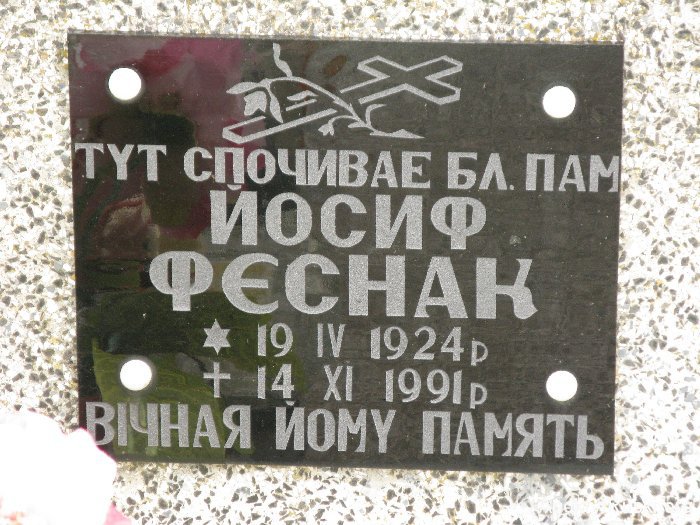 ТУТ СПОЧИВАЕ БЛ. ПАМ
ЙОСИФ
ФЄСНАК
19 IV 1924р
14 XI 1991р
ВІЧНАЯ ЙОМУ ПАМЯТЬ